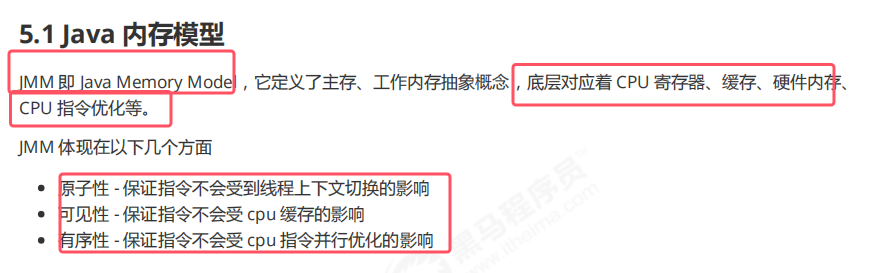 5.1 Java 内存模型
JMM 即 Java Memory Model，它定义了主存、工作内存抽象概念，底层对应着 CPU 寄存器、缓存、硬件内存、
CPU 指令优化等。
JMM 体现在以下几个方面
• 原子性 - 保证指令不会受到线程上下文切换的影响
• 可见性 - 保证指令不会受 cpu 缓存的影响
• 有序性 - 保证指令不会受 cpu 指令并行优化的影响
黑马程序员™
www.itheima.com